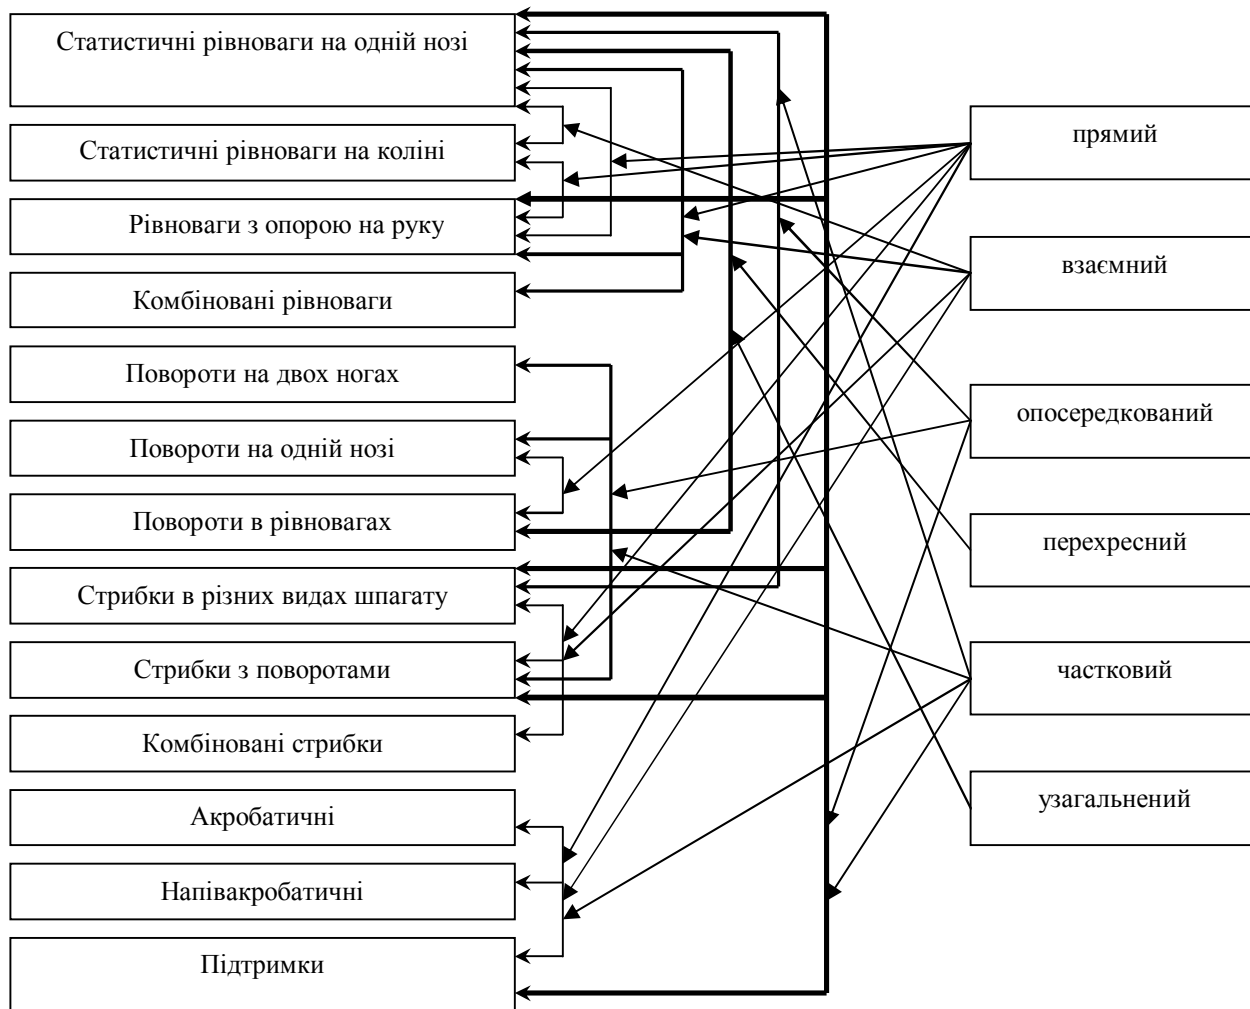 Статистичні рівноваги на одній нозі
Статистичні рівноваги на коліні
Рівноваги з опорою на руку
Комбіновані рівноваги
Повороти на двох ногах
Повороти на одній нозі
Повороти в рівновагах
Стрибки в різних видах шпагату
Стрибки з поворотами
Комбіновані стрибки
Акробатичні
Напівакробатичні
Підтримки
прямий
взаємний
опосередкований
перехресний
частковий
узагальнений